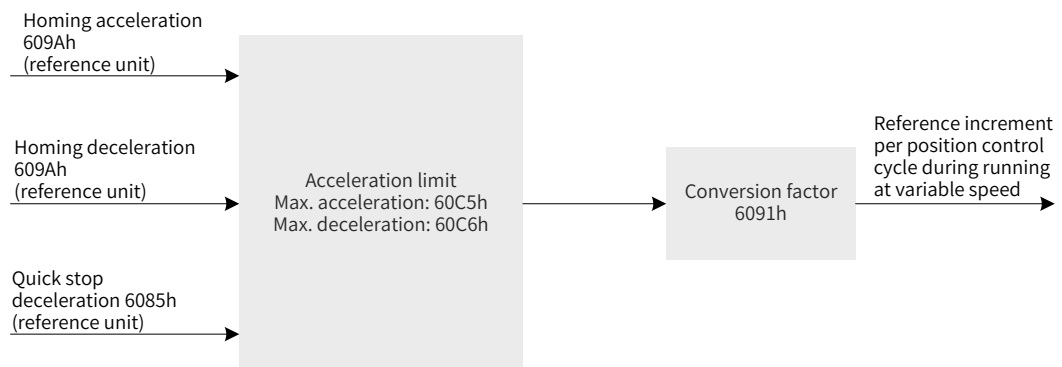 Homing acceleration
609Ah
(reference unit)
Homing deceleration
609Ah
(reference unit)
Quick stop
deceleration 6085h
(reference unit)
Acceleration limit
Max. acceleration: 60C5h
Max. deceleration: 60C6h
Conversion factor
6091h
Reference increment
per position control
cycle during running
at variable speed